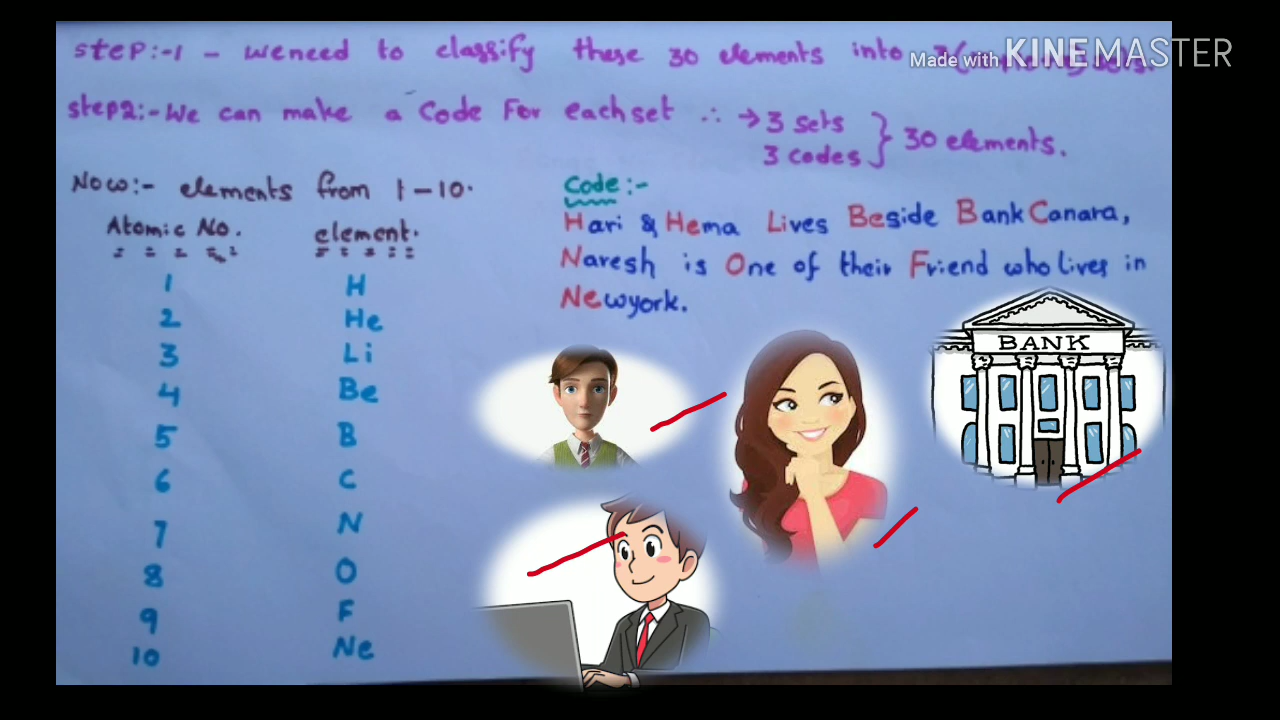 step:-1 - we need to classify these 30 elements into
Made with KINEMASTER
step2:- We can make a Code For each set ∴ → 3 sets
3 codes } 30 elements.
Now:- elements from 1 - 10.
Atomic No. element.
1 H
2 He
3 Li
4 Be
5 B
6 C
7 N
8 O
9 F
10 Ne
Code:-
Hari & Hema Lives Beside Bank Canara,
Naresh is One of their Friend who lives in
Newyork.
BANK